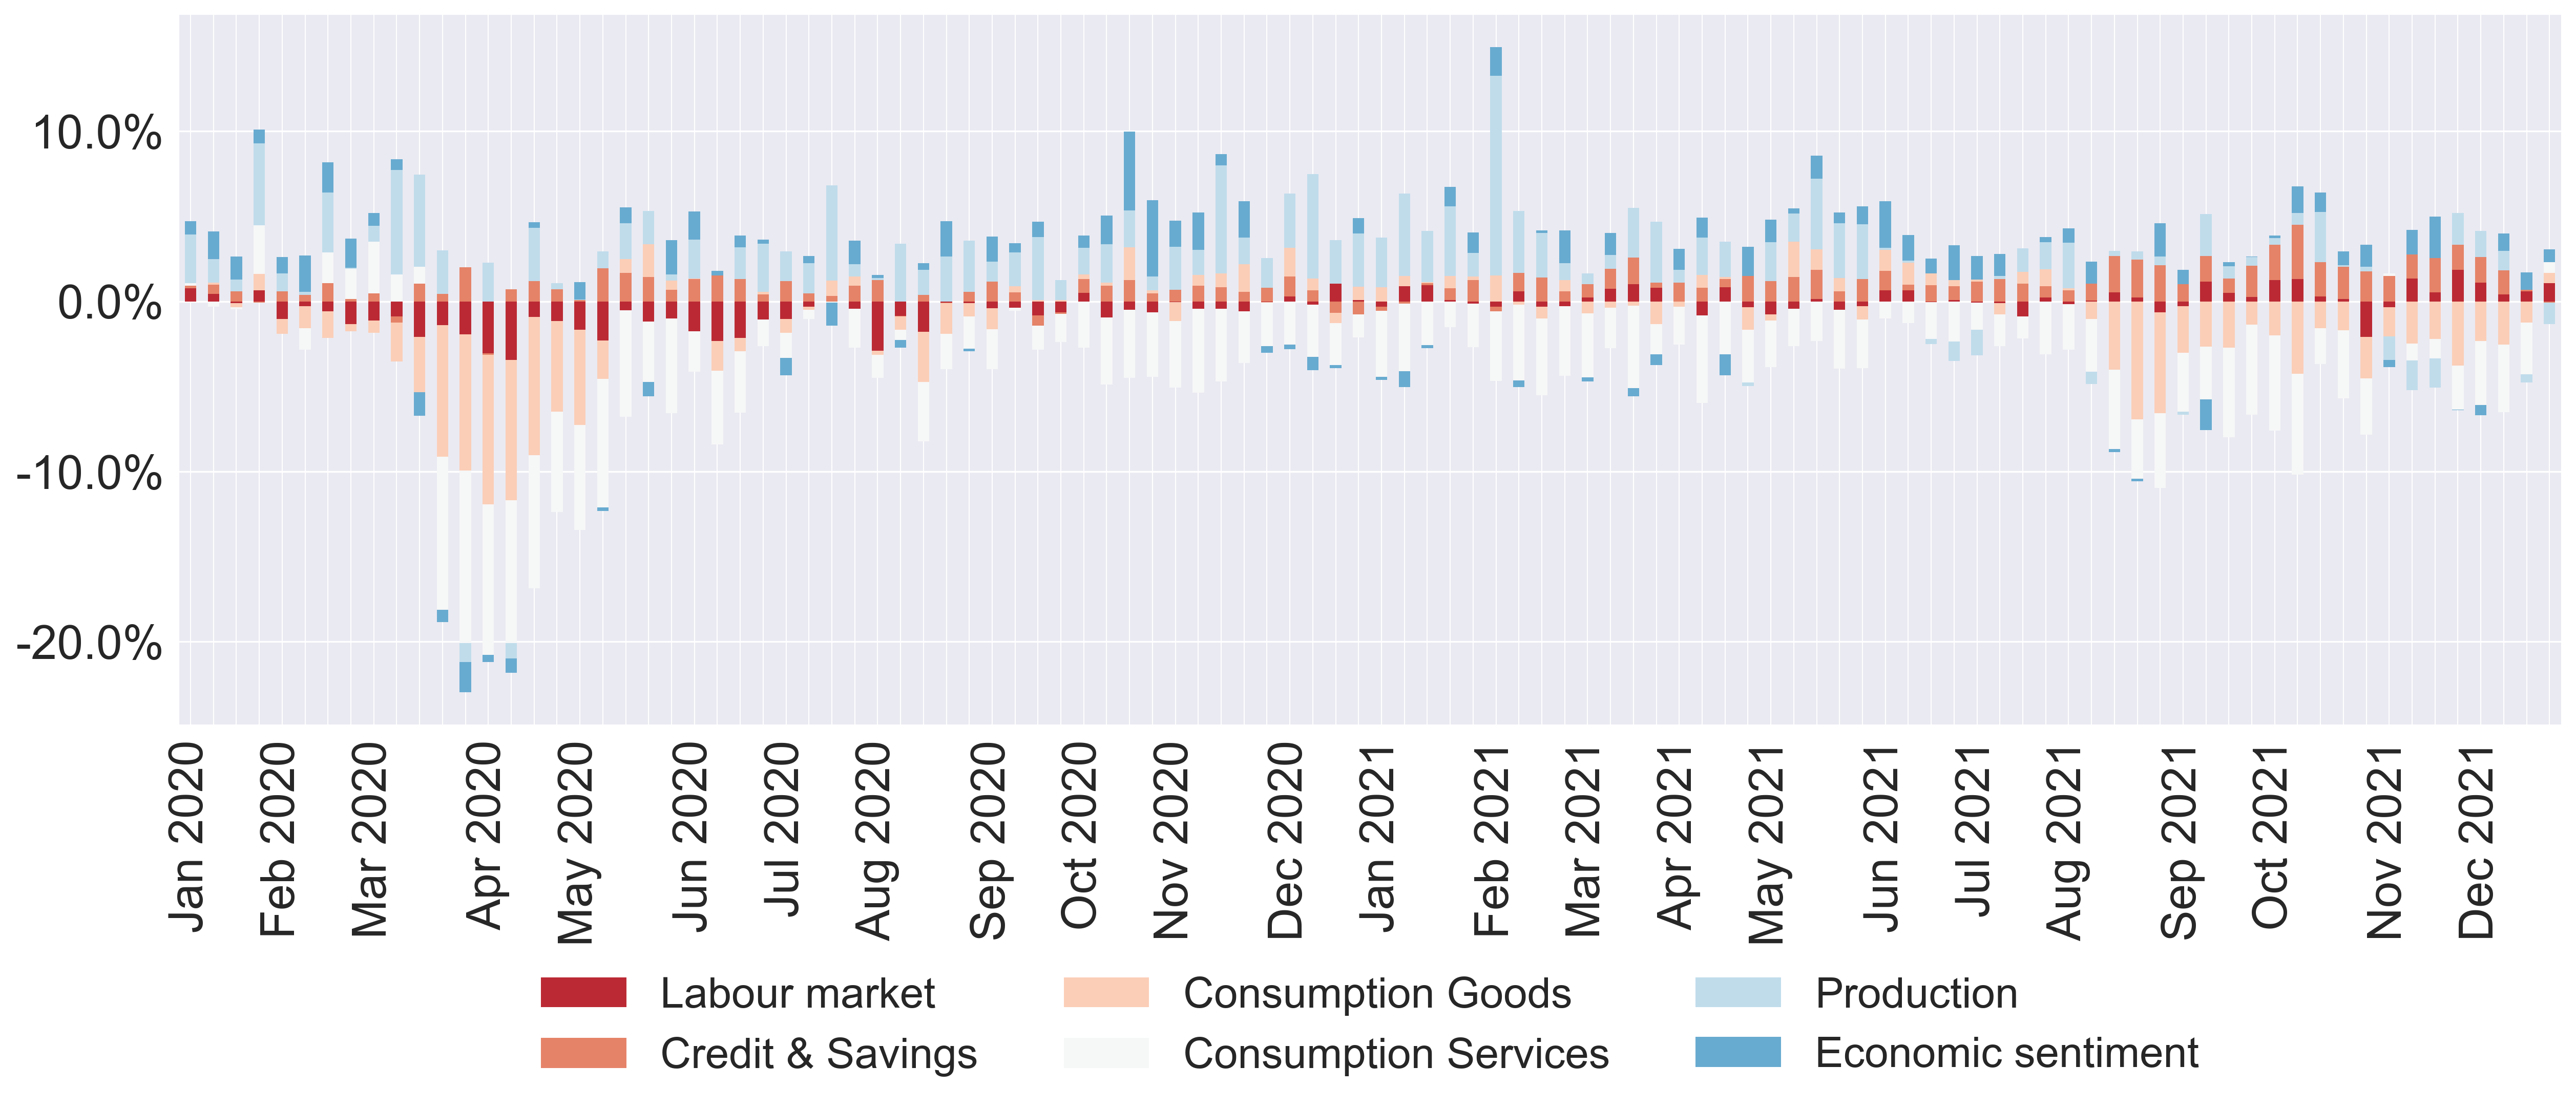 10.0%
0.0%
-10.0%
-20.0%
Jan 2020
Feb 2020
Mar 2020
Apr 2020
May 2020
Jun 2020
Jul 2020
Aug 2020
Sep 2020
Oct 2020
Nov 2020
Dec 2020
Jan 2021
Feb 2021
Mar 2021
Apr 2021
May 2021
Jun 2021
Jul 2021
Aug 2021
Sep 2021
Oct 2021
Nov 2021
Dec 2021
Labour market
Credit & Savings
Consumption Goods
Consumption Services
Production
Economic sentiment